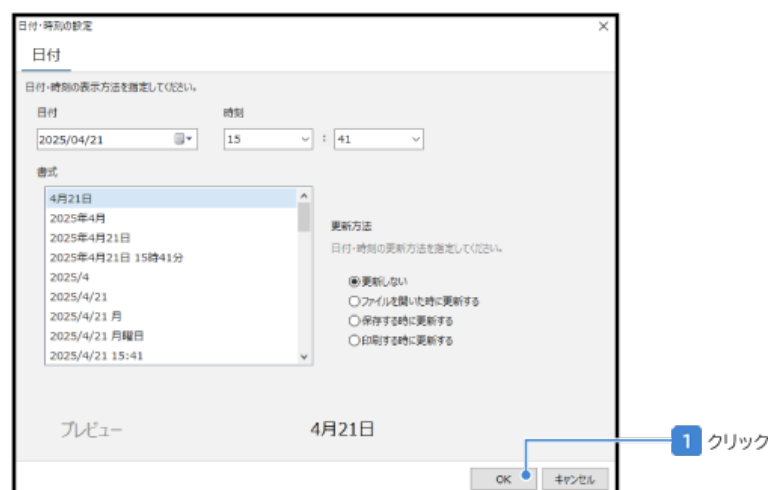 日付・時刻の設定
日付
日付・時刻の表示方法を指定してください。
日付 時刻
2025/04/21 15 : 41
書式
4月21日
2025年4月
2025年4月21日
2025年4月21日 15時41分
2025/4
2025/4/21
2025/4/21 月
2025/4/21 月曜日
2025/4/21 15:41
更新方法
日付・時刻の更新方法を指定してください。
更新しない
ファイルを開いた時に更新する
保存する時に更新する
印刷する時に更新する
プレビュー 4月21日
1 クリック
OK キャンセル